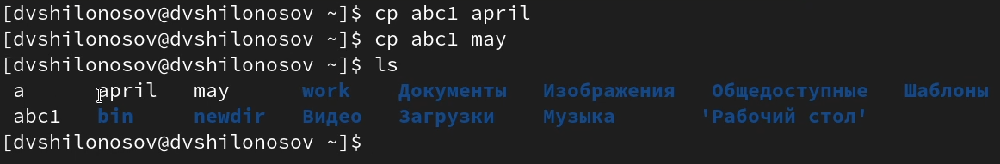 [dvshilonosov@dvshilonosov ~]$ cp abc1 april
[dvshilonosov@dvshilonosov ~]$ cp abc1 may
[dvshilonosov@dvshilonosov ~]$ ls
a april may work Документы Изображения Общедоступные Шаблоны
abc1 bin newdir Видео Загрузки Музыка 'Рабочий стол'
[dvshilonosov@dvshilonosov ~]$